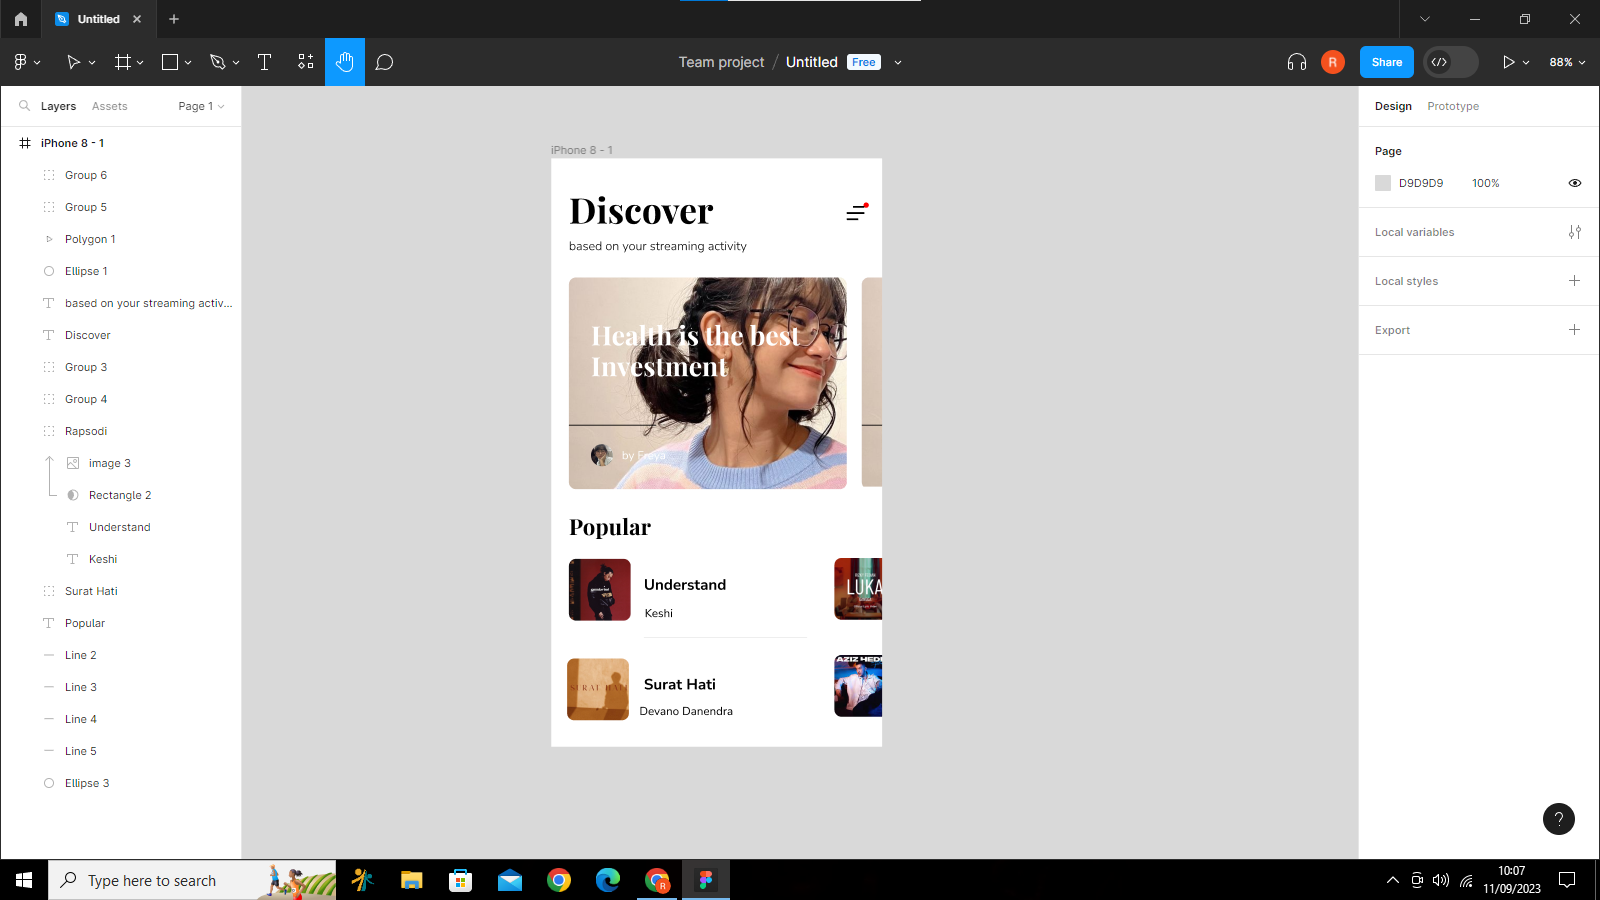 Untitled
Team project / Untitled Free
R
Share
88%
Layers Assets Page 1
iPhone 8 - 1
Group 6
Group 5
Polygon 1
Ellipse 1
based on your streaming activ...
Discover
Group 3
Group 4
Rapsodi
image 3
Rectangle 2
Understand
Keshi
Surat Hati
Popular
Line 2
Line 3
Line 4
Line 5
Ellipse 3
iPhone 8 - 1
Discover
based on your streaming activity
Health is the best
Investment
by Freya
Popular
Understand
Keshi
LUKA
SURAT HATI
Surat Hati
Devano Danendra
AZIZ HEDR
Design Prototype
Page
D9D9D9 100%
Local variables
Local styles
Export
?
Type here to search
R
10:07
11/09/2023